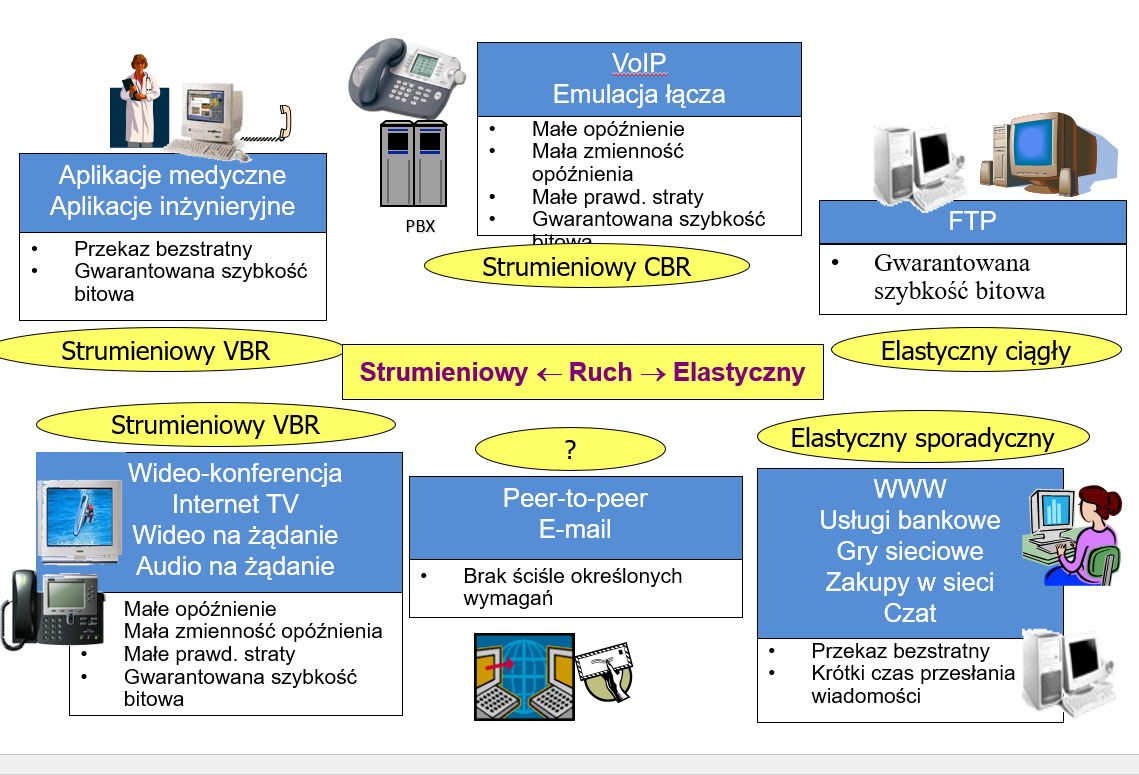 VoIP
Emulacja łącza
• Małe opóźnienie
• Mała zmienność
opóźnienia
• Małe prawd. straty
• Gwarantowana szybkość
bitowa
PBX
Strumieniowy CBR
Aplikacje medyczne
Aplikacje inżynieryjne
• Przekaz bezstratny
• Gwarantowana szybkość
bitowa
Strumieniowy VBR
FTP
• Gwarantowana
szybkość bitowa
Elastyczny ciągły
Strumieniowy ← Ruch → Elastyczny
Strumieniowy VBR
Wideo-konferencja
Internet TV
Wideo na żądanie
Audio na żądanie
Małe opóźnienie
Mała zmienność opóźnienia
• Małe prawd. straty
• Gwarantowana szybkość
bitowa
?
Peer-to-peer
E-mail
• Brak ściśle określonych
wymagań
Elastyczny sporadyczny
WWW
Usługi bankowe
Gry sieciowe
Zakupy w sieci
Czat
• Przekaz bezstratny
• Krótki czas przesłania
wiadomości